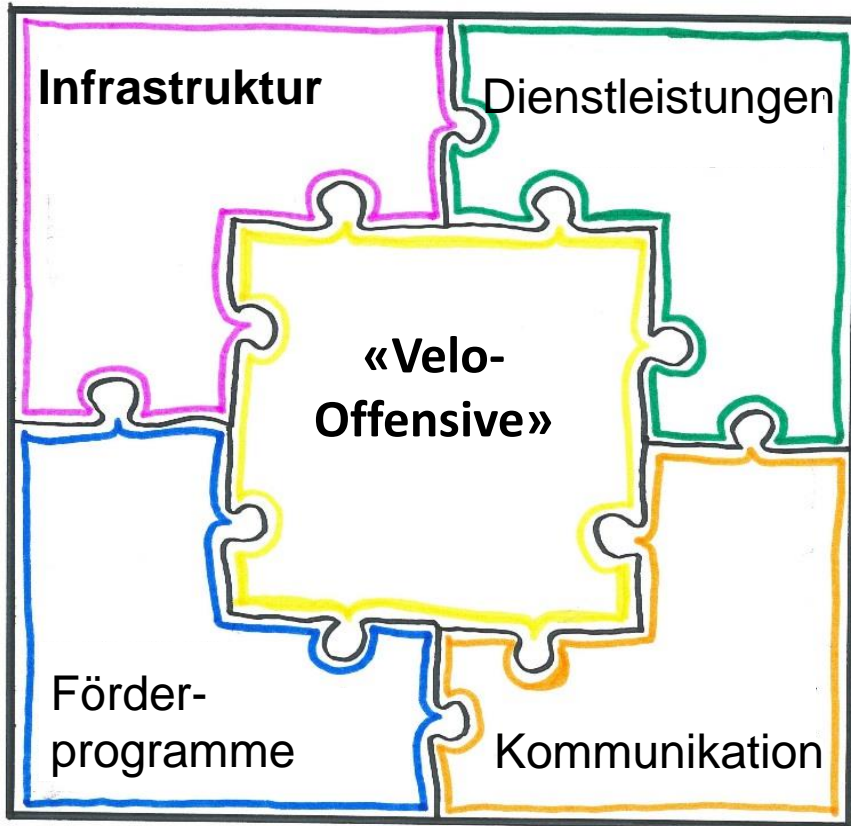 Infrastruktur
Dienstleistungen
«Velo-
Offensive»
Förder-
programme
Kommunikation